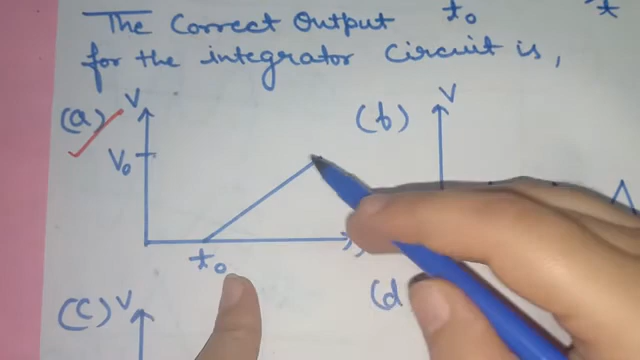 The Correct Output t₀ t
for the integrator circuit is,
(a) V (b) V
V₀
t₀
(c) V (d